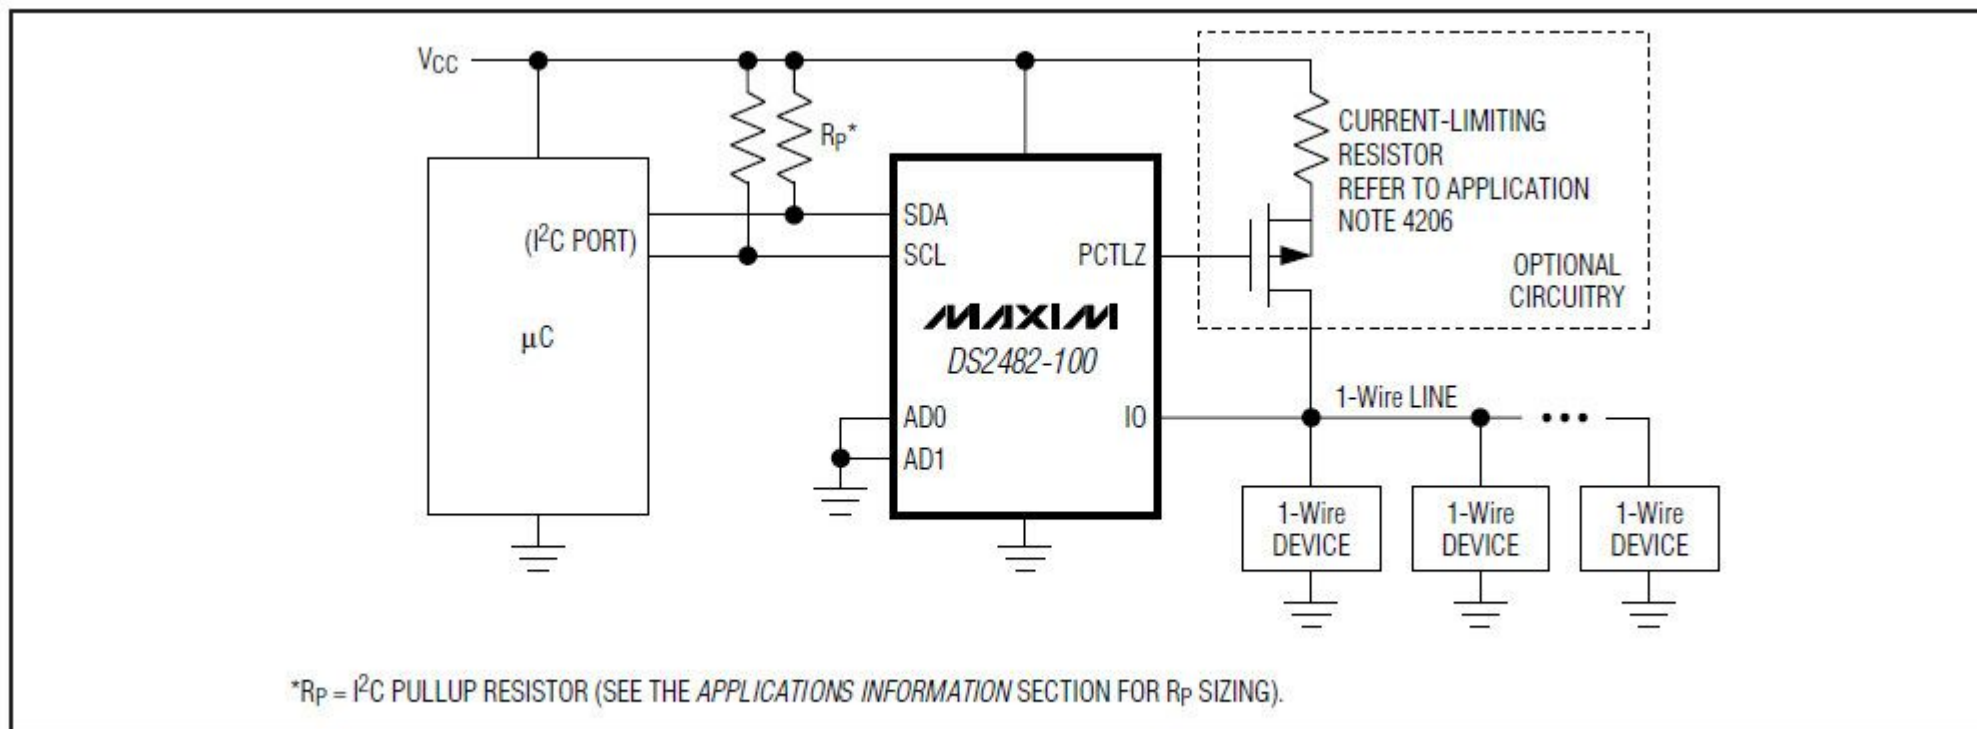 VCC
RP*
CURRENT-LIMITING
RESISTOR
REFER TO APPLICATION
NOTE 4206
OPTIONAL
CIRCUITRY
(I²C PORT)
µC
SDA
SCL
PCTLZ
MAXIM
DS2482-100
AD0
AD1
IO
1-Wire LINE
1-Wire
DEVICE
1-Wire
DEVICE
1-Wire
DEVICE
*RP = I²C PULLUP RESISTOR (SEE THE APPLICATIONS INFORMATION SECTION FOR RP SIZING).